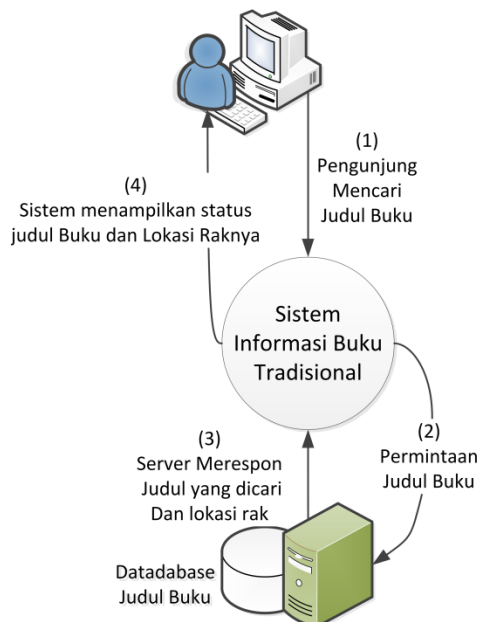 (1)
Pengunjung
Mencari
Judul Buku
(4)
Sistem menampilkan status
judul Buku dan Lokasi Raknya
Sistem
Informasi Buku
Tradisional
(2)
Permintaan
Judul Buku
(3)
Server Merespon
Judul yang dicari
Dan lokasi rak
Datadabase
Judul Buku